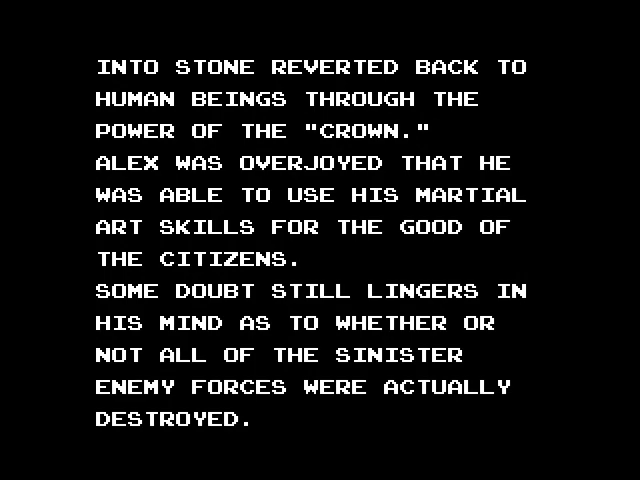 INTO STONE REVERTED BACK TO
HUMAN BEINGS THROUGH THE
POWER OF THE "CROWN."
ALEX WAS OVERJOYED THAT HE
WAS ABLE TO USE HIS MARTIAL
ART SKILLS FOR THE GOOD OF
THE CITIZENS.
SOME DOUBT STILL LINGERS IN
HIS MIND AS TO WHETHER OR
NOT ALL OF THE SINISTER
ENEMY FORCES WERE ACTUALLY
DESTROYED.